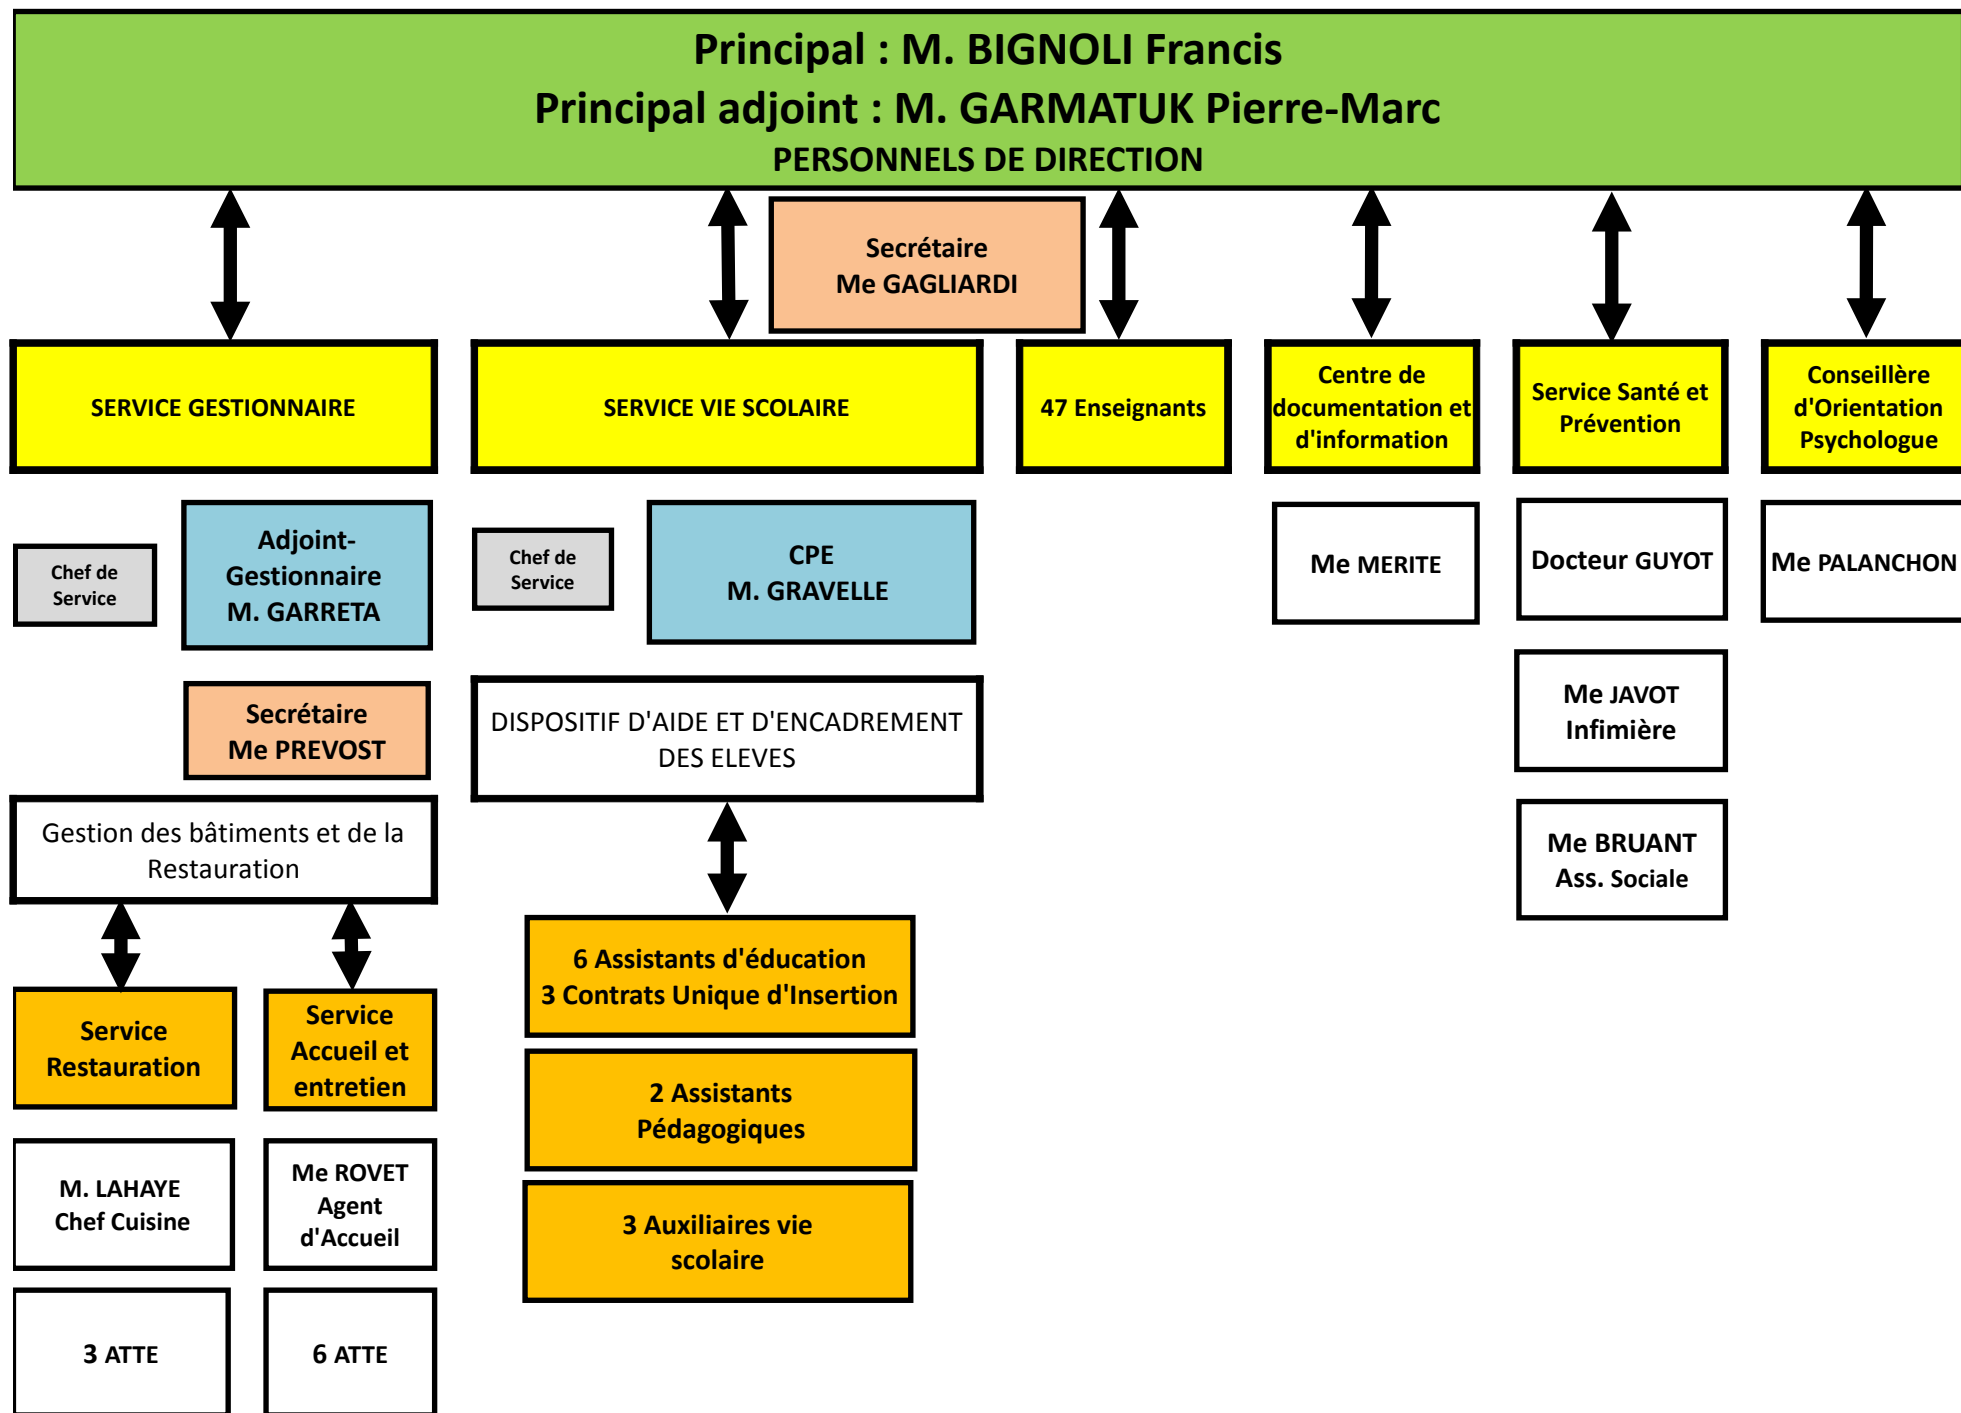 Principal : M. BIGNOLI Francis
Principal adjoint : M. GARMATUK Pierre-Marc
PERSONNELS DE DIRECTION
Secrétaire
Me GAGLIARDI
SERVICE GESTIONNAIRE
SERVICE VIE SCOLAIRE
47 Enseignants
Centre de
documentation et
d'information
Service Santé et
Prévention
Conseillère
d'Orientation
Psychologue
Chef de
Service
Adjoint-
Gestionnaire
M. GARRETA
Chef de
Service
CPE
M. GRAVELLE
Me MERITE
Docteur GUYOT
Me PALANCHON
Secrétaire
Me PREVOST
DISPOSITIF D'AIDE ET D'ENCADREMENT
DES ELEVES
Me JAVOT
Infimière
Gestion des bâtiments et de la
Restauration
Me BRUANT
Ass. Sociale
6 Assistants d'éducation
3 Contrats Unique d'Insertion
Service
Restauration
Service
Accueil et
entretien
2 Assistants
Pédagogiques
M. LAHAYE
Chef Cuisine
Me ROVET
Agent
d'Accueil
3 Auxiliaires vie
scolaire
3 ATTE
6 ATTE